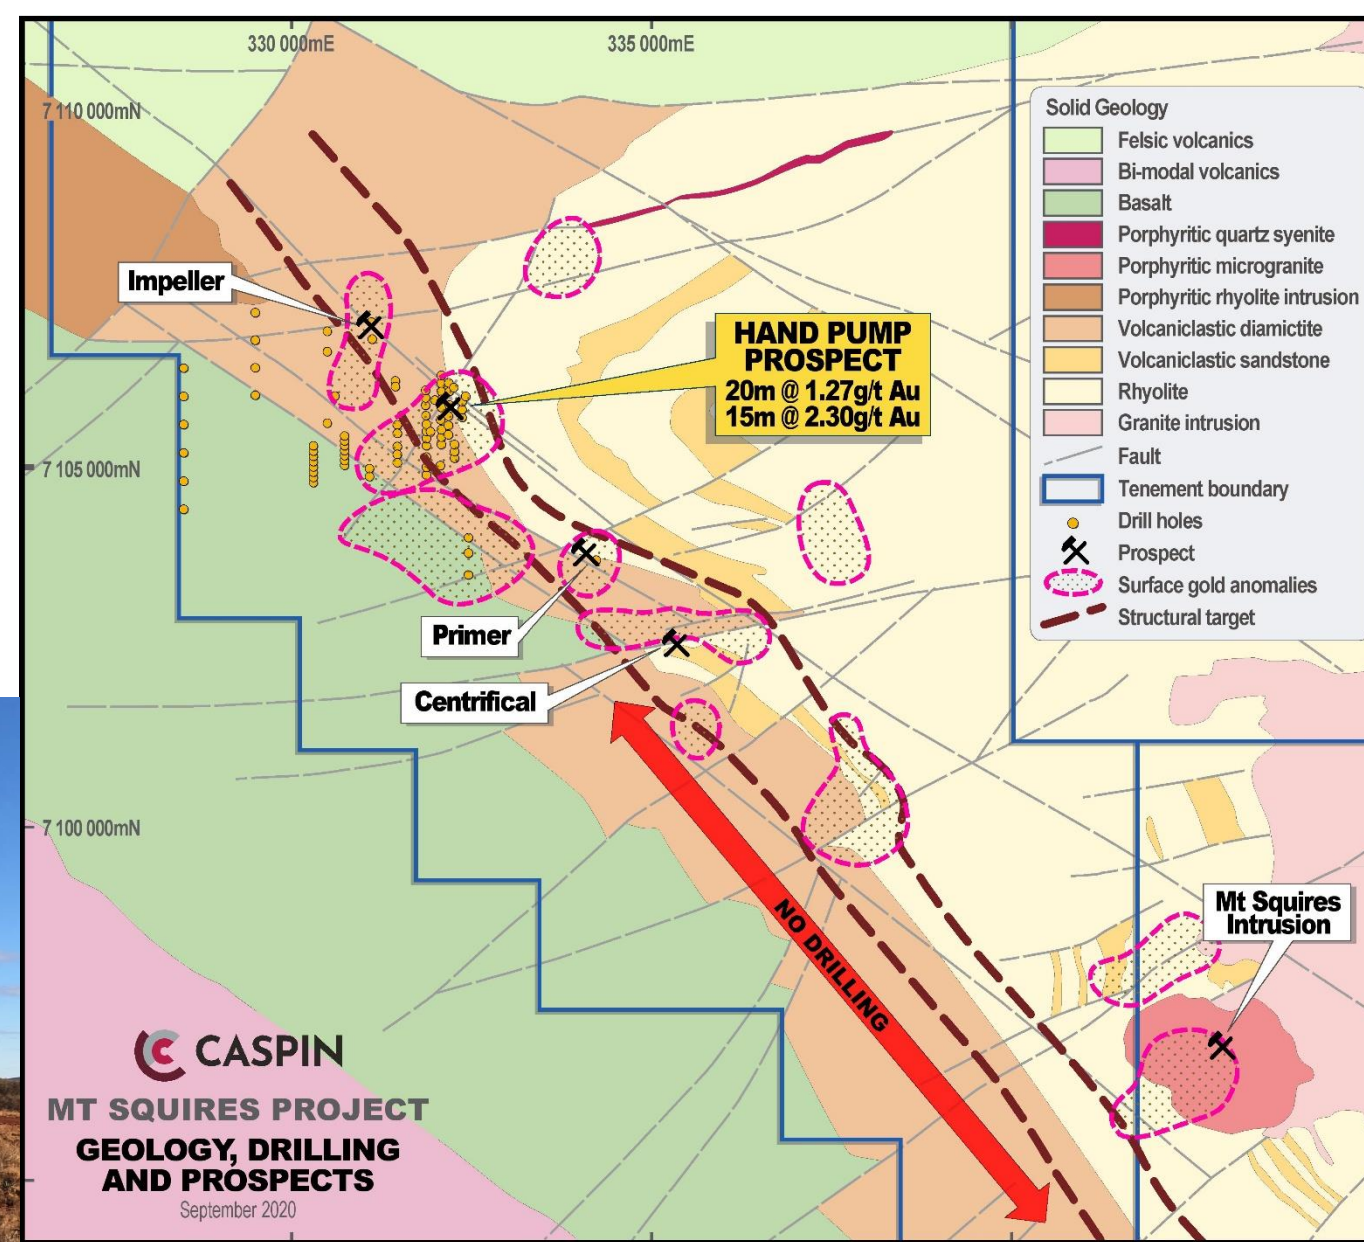 330 000mE
335 000mE
7 110 000mN
7 105 000mN
7 100 000mN
Solid Geology
Felsic volcanics
Bi-modal volcanics
Basalt
Porphyritic quartz syenite
Porphyritic microgranite
Porphyritic rhyolite intrusion
Volcaniclastic diamictite
Volcaniclastic sandstone
Rhyolite
Granite intrusion
Fault
Tenement boundary
Drill holes
Prospect
Surface gold anomalies
Structural target
Impeller
HAND PUMP
PROSPECT
20m @ 1.27g/t Au
15m @ 2.30g/t Au
Primer
Centrifical
NO DRILLING
Mt Squires
Intrusion
CASPIN
MT SQUIRES PROJECT
GEOLOGY, DRILLING
AND PROSPECTS
September 2020